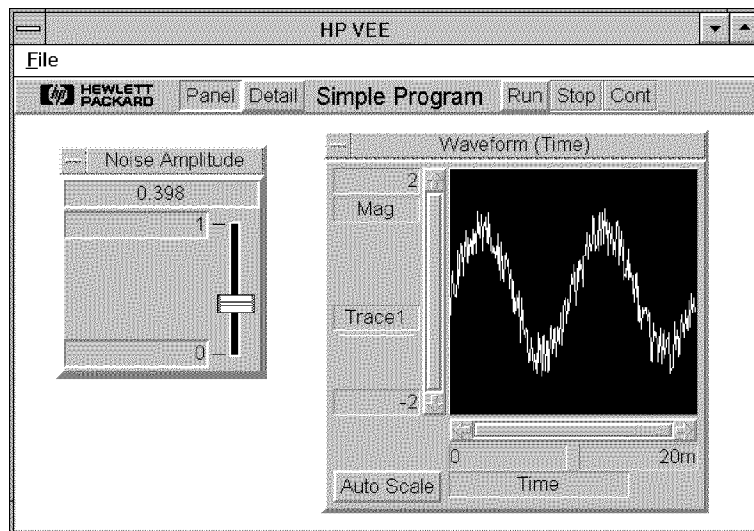 HP VEE
File
hp HEWLETT PACKARD Panel Detail Simple Program Run Stop Cont
Noise Amplitude
0.398
1
0
Waveform (Time)
2
Mag
Trace1
-2
0 20m
Auto Scale Time